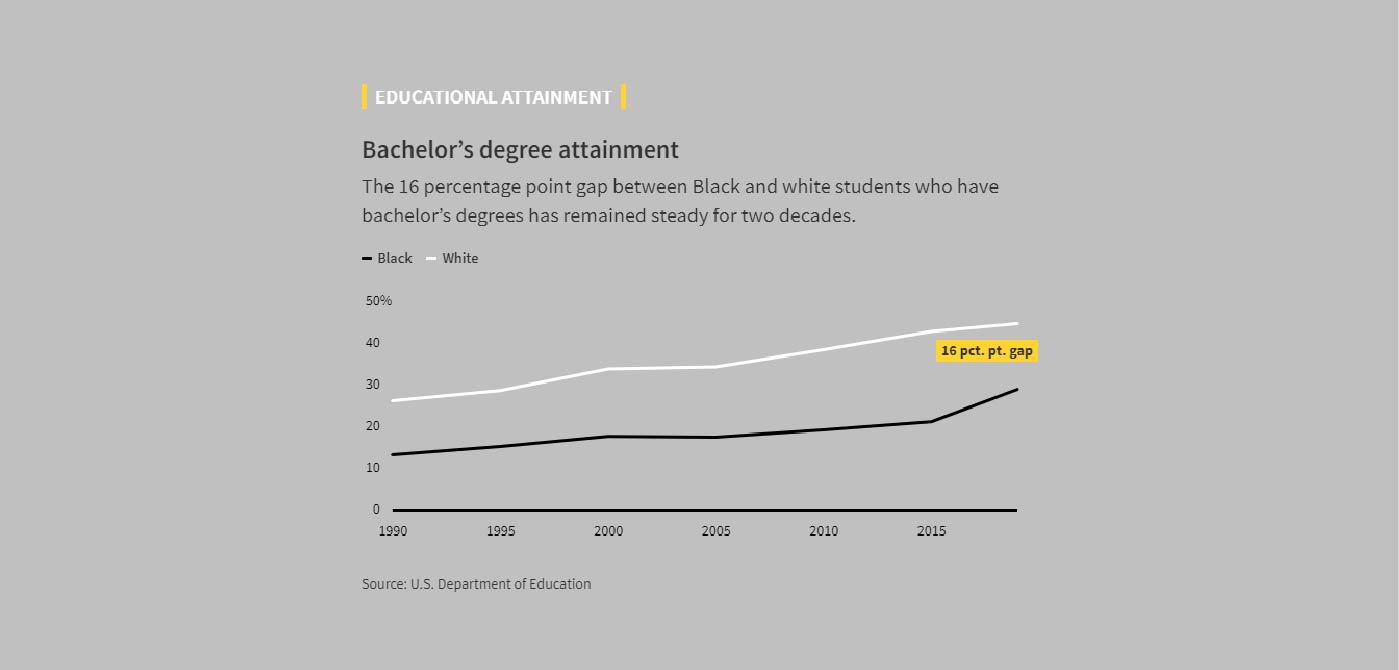 EDUCATIONAL ATTAINMENT
Bachelor’s degree attainment
The 16 percentage point gap between Black and white students who have
bachelor’s degrees has remained steady for two decades.
Black White
50%
40
16 pct. pt. gap
30
20
10
0
1990 1995 2000 2005 2010 2015
Source: U.S. Department of Education